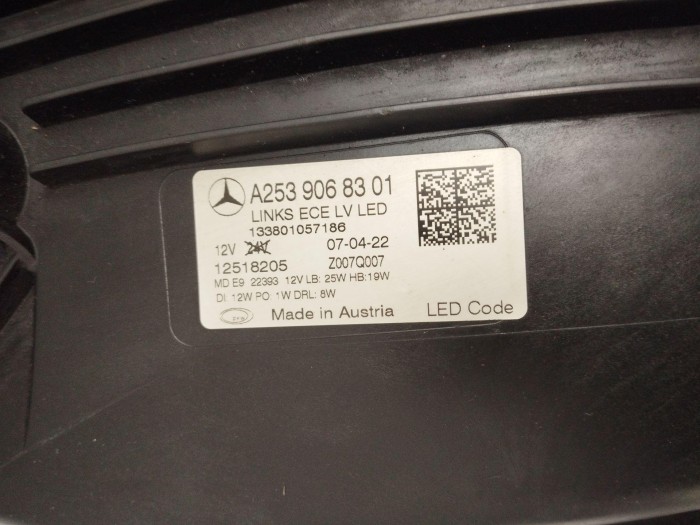 A253 906 83 01
LINKS ECE LV LED
133801057186
12V 24V 07-04-22
12518205 Z007Q007
MD E9 22393 12V LB: 25W HB:19W
DI: 12W PO: 1W DRL: 8W
Made in Austria LED Code